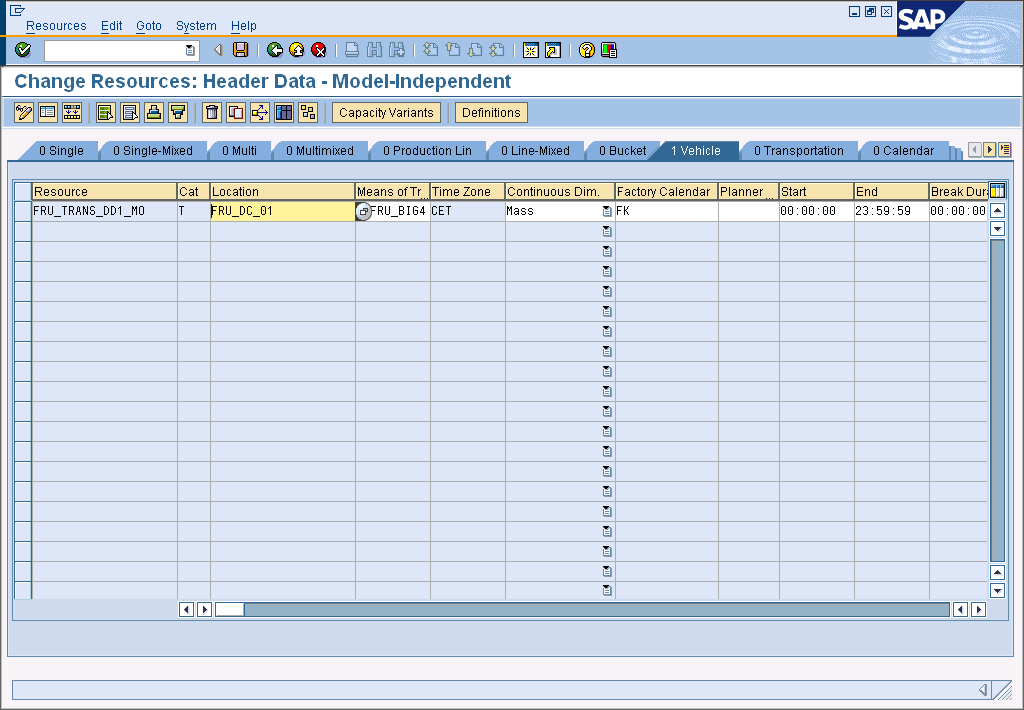 Resources Edit Goto System Help
SAP
Change Resources: Header Data - Model-Independent
Capacity Variants Definitions
0 Single 0 Single-Mixed 0 Multi 0 Multimixed 0 Production Lin 0 Line-Mixed 0 Bucket 1 Vehicle 0 Transportation 0 Calendar
Resource Cat Location Means of Tr... Time Zone Continuous Dim. Factory Calendar Planner ... Start End Break Dur
FRU_TRANS_DD1_MO T FRU_DC_01 FRU_BIG4 CET Mass FK 00:00:00 23:59:59 00:00:00